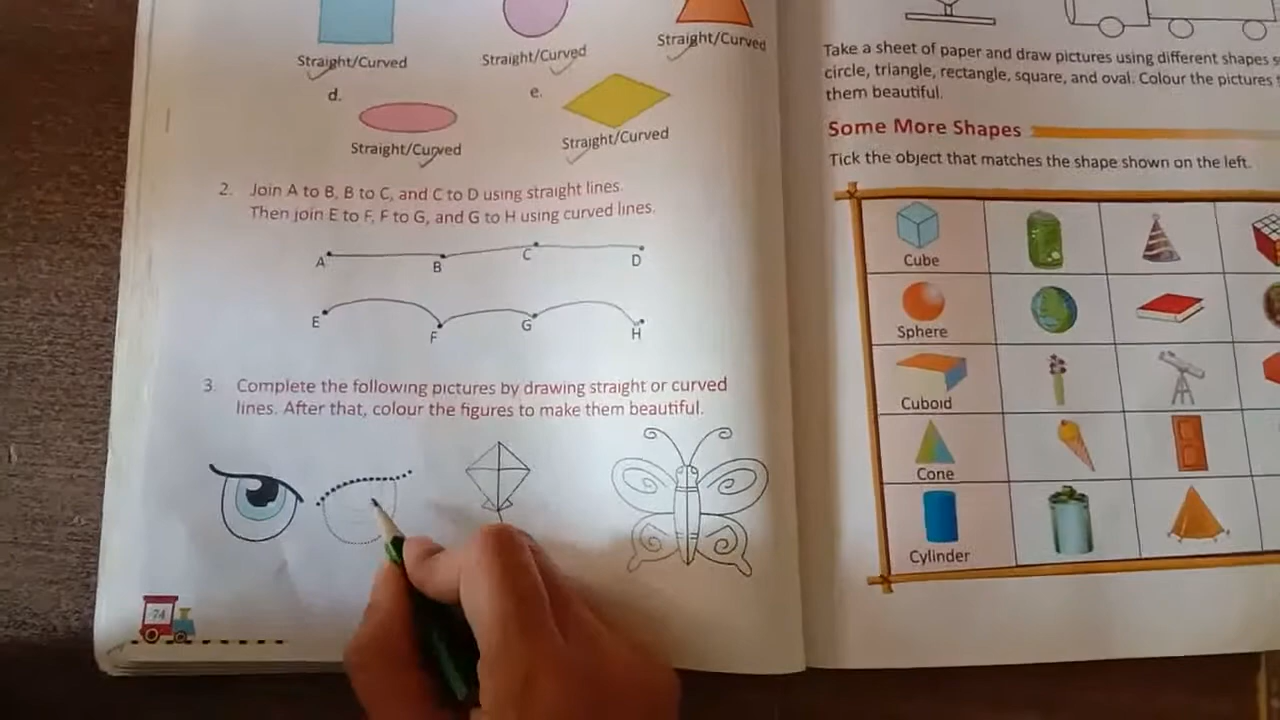 Straight/Curved
Straight/Curved
Straight/Curved
d.
e.
Straight/Curved
Straight/Curved
2. Join A to B, B to C, and C to D using straight lines.
Then join E to F, F to G, and G to H using curved lines.
A
B
C
D
E
F
G
H
3. Complete the following pictures by drawing straight or curved
lines. After that, colour the figures to make them beautiful.
74
Take a sheet of paper and draw pictures using different shapes
circle, triangle, rectangle, square, and oval. Colour the pictures
them beautiful.
Some More Shapes
Tick the object that matches the shape shown on the left.
Cube
Sphere
Cuboid
Cone
Cylinder